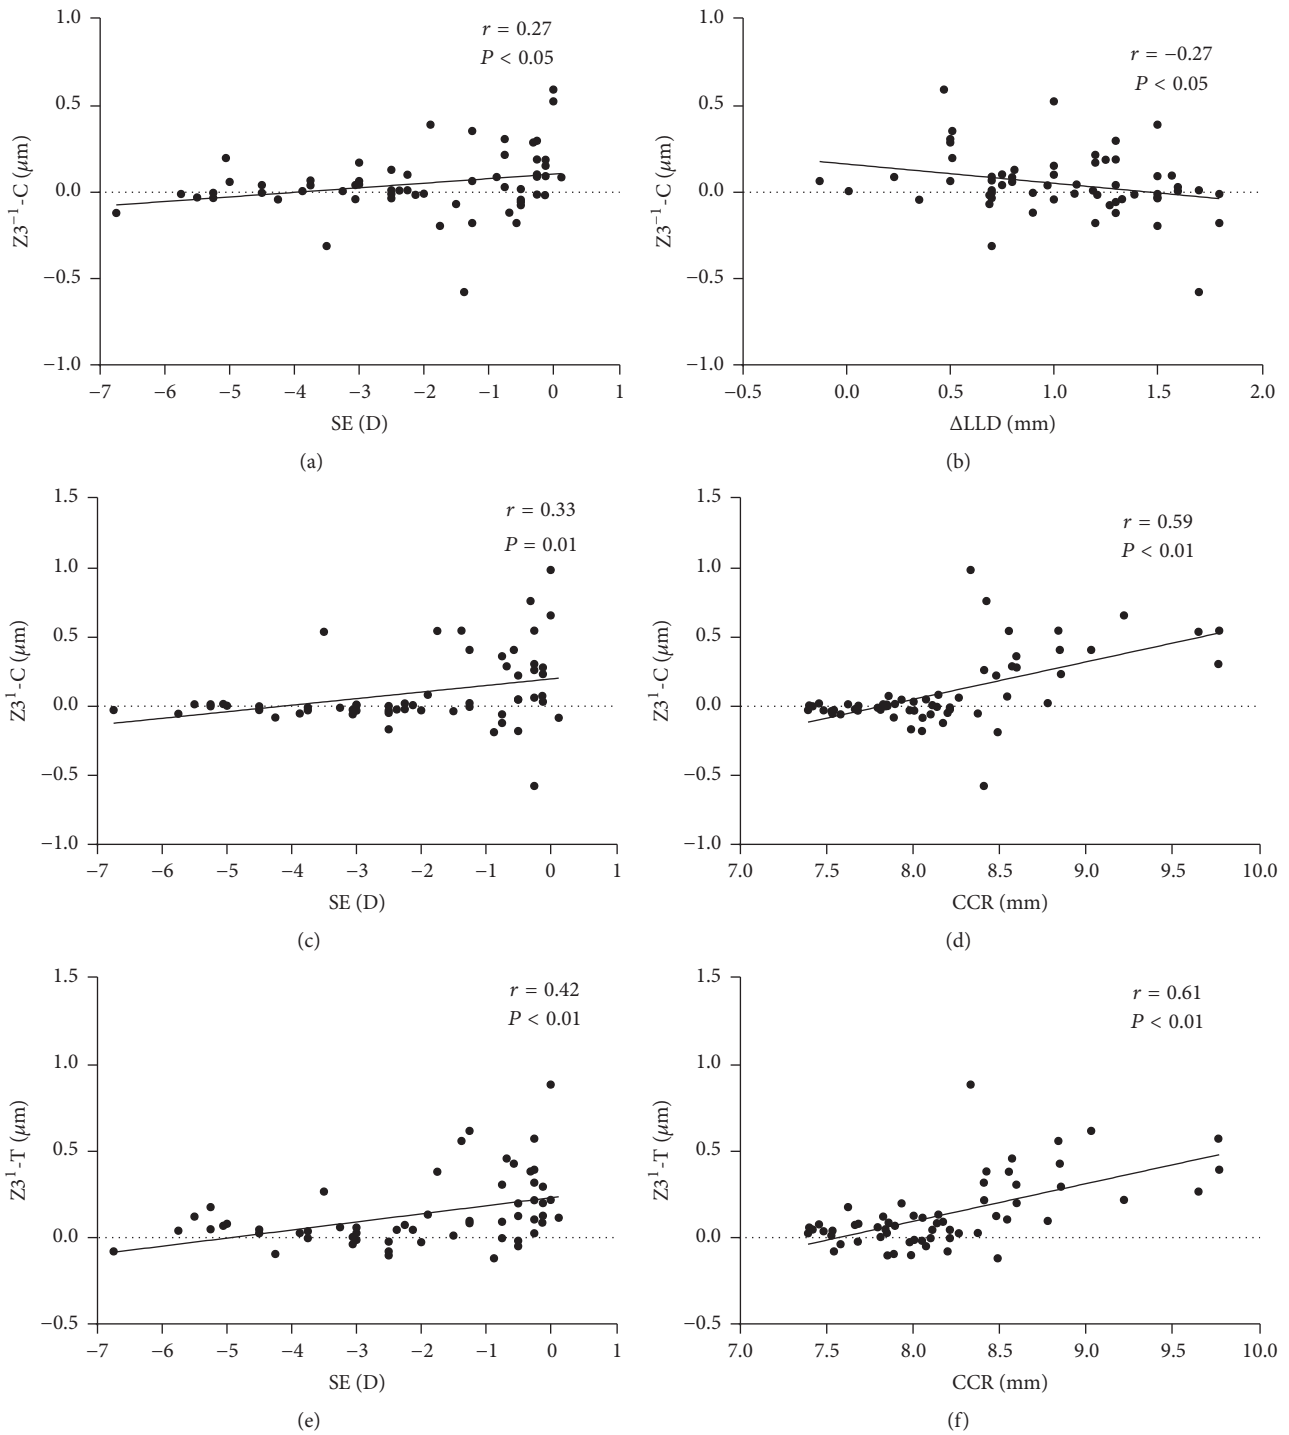 1.0
0.5
0.0
−0.5
−1.0
Z3⁻¹-C (μm)
r = 0.27
P < 0.05
−7 −6 −5 −4 −3 −2 −1 0 1
SE (D)
(a)
1.0
0.5
0.0
−0.5
−1.0
Z3⁻¹-C (μm)
r = −0.27
P < 0.05
−0.5 0.0 0.5 1.0 1.5 2.0
ΔLLD (mm)
(b)
1.5
1.0
0.5
0.0
−0.5
−1.0
Z3¹-C (μm)
r = 0.33
P = 0.01
−7 −6 −5 −4 −3 −2 −1 0 1
SE (D)
(c)
1.5
1.0
0.5
0.0
−0.5
−1.0
Z3¹-C (μm)
r = 0.59
P < 0.01
7.0 7.5 8.0 8.5 9.0 9.5 10.0
CCR (mm)
(d)
1.5
1.0
0.5
0.0
−0.5
Z3¹-T (μm)
r = 0.42
P < 0.01
−7 −6 −5 −4 −3 −2 −1 0 1
SE (D)
(e)
1.5
1.0
0.5
0.0
−0.5
Z3¹-T (μm)
r = 0.61
P < 0.01
7.0 7.5 8.0 8.5 9.0 9.5 10.0
CCR (mm)
(f)